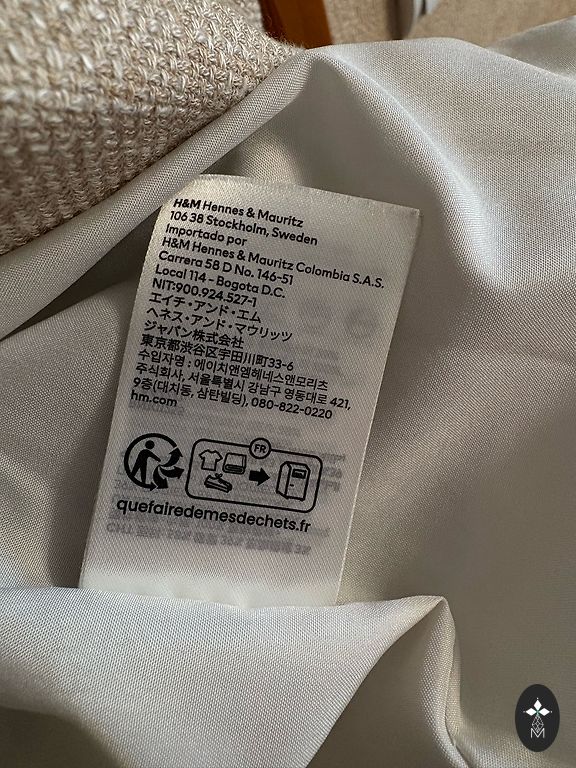 H&M Hennes & Mauritz
106 38 Stockholm, Sweden
Importado por
H&M Hennes & Mauritz Colombia S.A.S.
Carrera 58 D No. 146-51
Local 114 - Bogota D.C.
NIT:900.924.527-1
エイチ・アンド・エム
ヘネス・アンド・マウリッツ
ジャパン株式会社
東京都渋谷区宇田川町33-6
수입자명 : 에이치앤엠헤네스앤모리츠
주식회사, 서울특별시 강남구 영동대로 421,
9층(대치동, 삼탄빌딩), 080-822-0220
hm.com
FR
quefairedemesdechets.fr
M